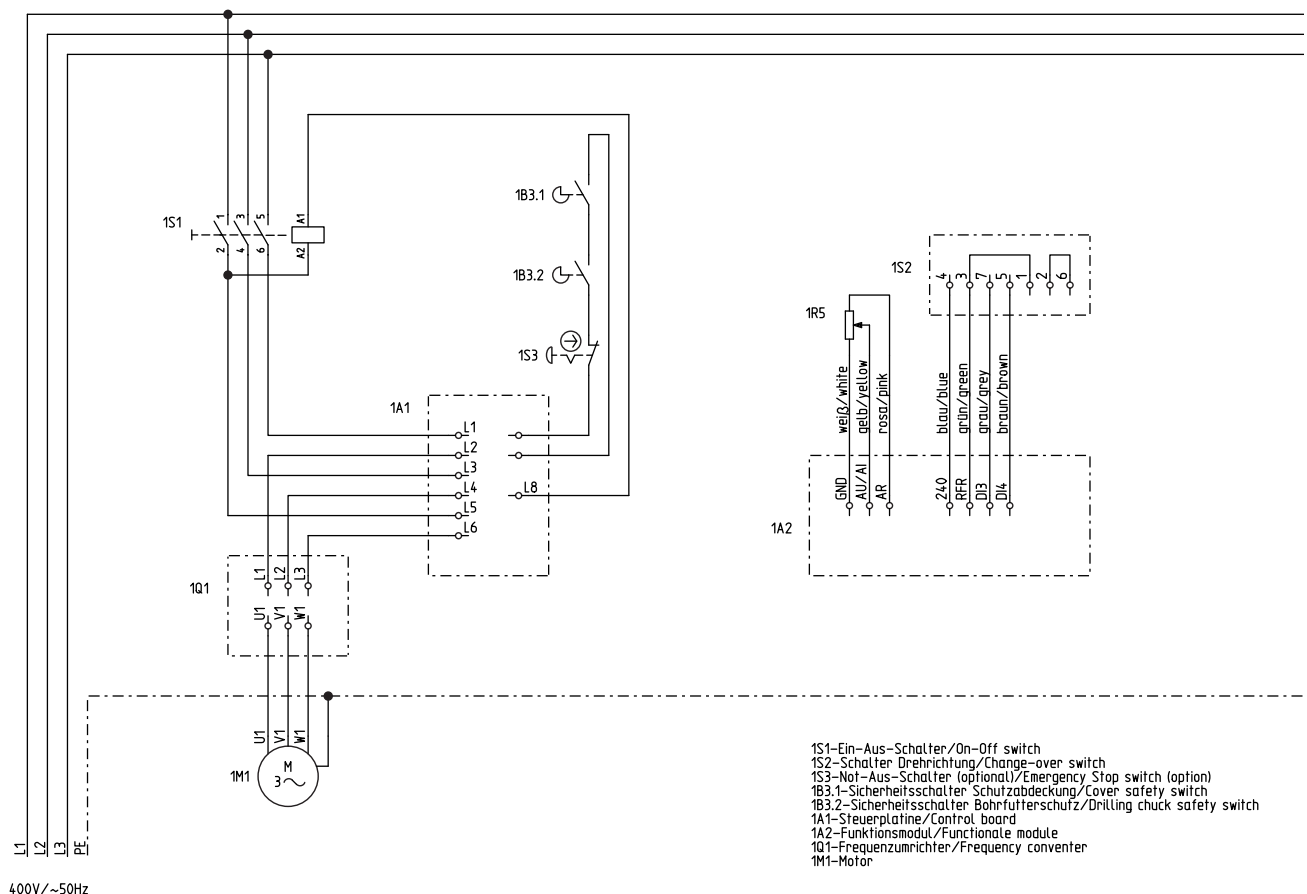 1S1
1
3
5
A1
2
4
6
A2
1B3.1
1B3.2
1S3
1S2
4
3
7
5
1
2
6
1R5
weiß/white
gelb/yellow
rosa/pink
blau/blue
grün/green
grau/grey
braun/brown
1A1
L1
L2
L3
L4
L5
L6
L8
1A2
GND
AU/AI
AR
240
RFR
DI3
DI4
1Q1
L1
L2
L3
U1
V1
W1
U1
V1
W1
1M1
M
3~
1S1-Ein-Aus-Schalter/On-Off switch
1S2-Schalter Drehrichtung/Change-over switch
1S3-Not-Aus-Schalter (optional)/Emergency Stop switch (option)
1B3.1-Sicherheitsschalter Schutzabdeckung/Cover safety switch
1B3.2-Sicherheitsschalter Bohrfutterschutz/Drilling chuck safety switch
1A1-Steuerplatine/Control board
1A2-Funktionsmodul/Functionale module
1Q1-Frequenzumrichter/Frequency conventer
1M1-Motor
L1
L2
L3
PE
400V/~50Hz